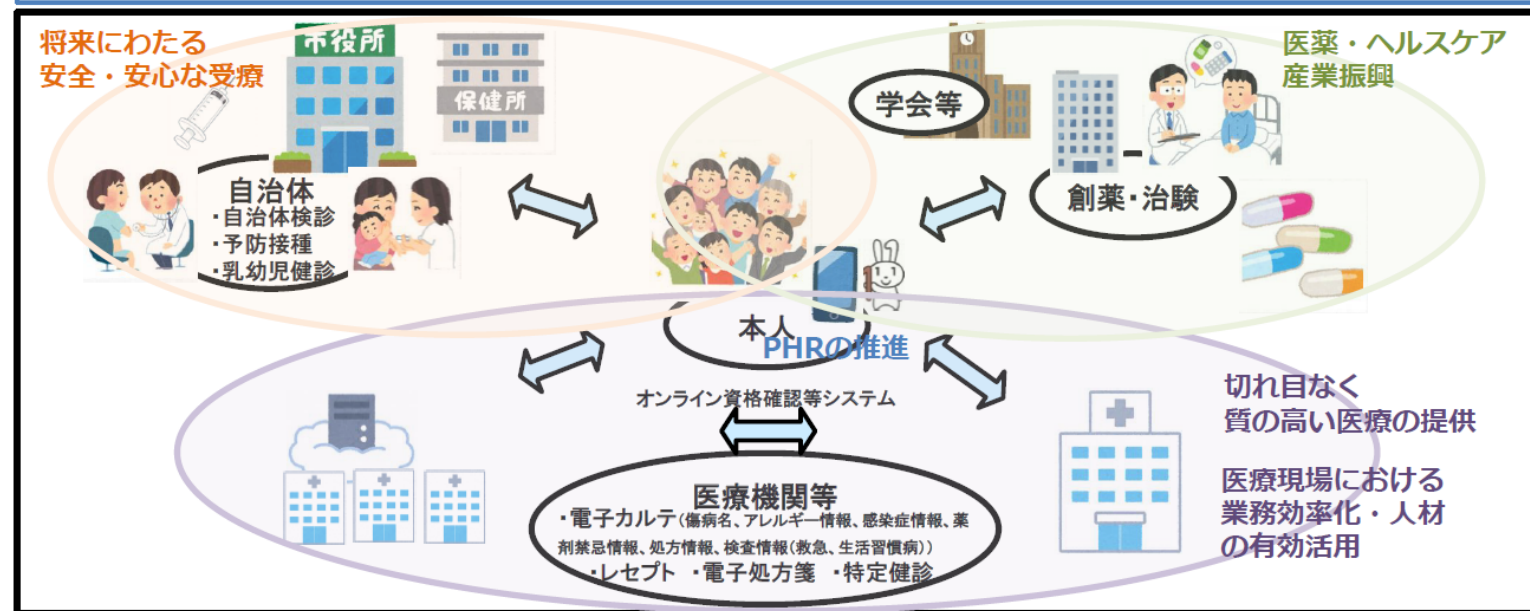 将来にわたる
安全・安心な受療
市役所
保健所
自治体
・自治体検診
・予防接種
・乳幼児健診
学会等
医薬・ヘルスケア
産業振興
創薬・治験
本人
PHRの推進
オンライン資格確認等システム
医療機関等
・電子カルテ(傷病名、アレルギー情報、感染症情報、薬
剤禁忌情報、処方情報、検査情報(救急、生活習慣病))
・レセプト ・電子処方箋 ・特定健診
切れ目なく
質の高い医療の提供
医療現場における
業務効率化・人材
の有効活用